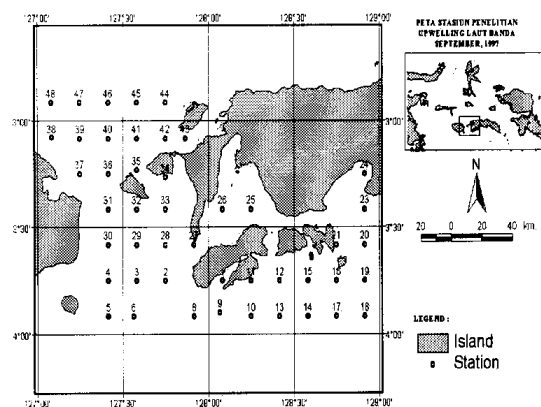 127°00' 127°30' 128°00' 128°30' 129°00'
PETA STASIUN PENELITIAN
UPWELLING LAUT BANDA
SEPTEMBER, 1997
48 47 46 45 44
3°00' 3°00'
38 39 40 41 42 43
37 36 35 24
N
31 32 33 26 25 23
20 0 20 40 km.
3°30' 3°30'
30 29 28 21 20
4 3 2 11 12 15 16 19
5 6 8 9 10 13 14 17 18
4°00' 4°00'
LEGEND :
Island
Station
127°00' 127°30' 128°00' 128°30' 129°00'